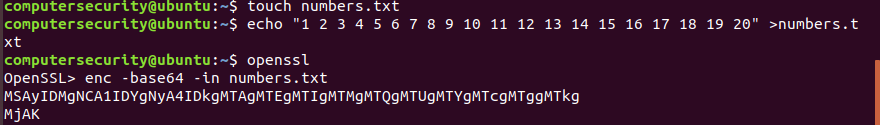 computersecurity@ubuntu:~$ touch numbers.txt
computersecurity@ubuntu:~$ echo "1 2 3 4 5 6 7 8 9 10 11 12 13 14 15 16 17 18 19 20" >numbers.t
xt
computersecurity@ubuntu:~$ openssl
OpenSSL> enc -base64 -in numbers.txt
MSAyIDMgNCA1IDYgNyA4IDkgMTAgMTEgMTIgMTMgMTQgMTUgMTYgMTcgMTggMTkg
MjAK